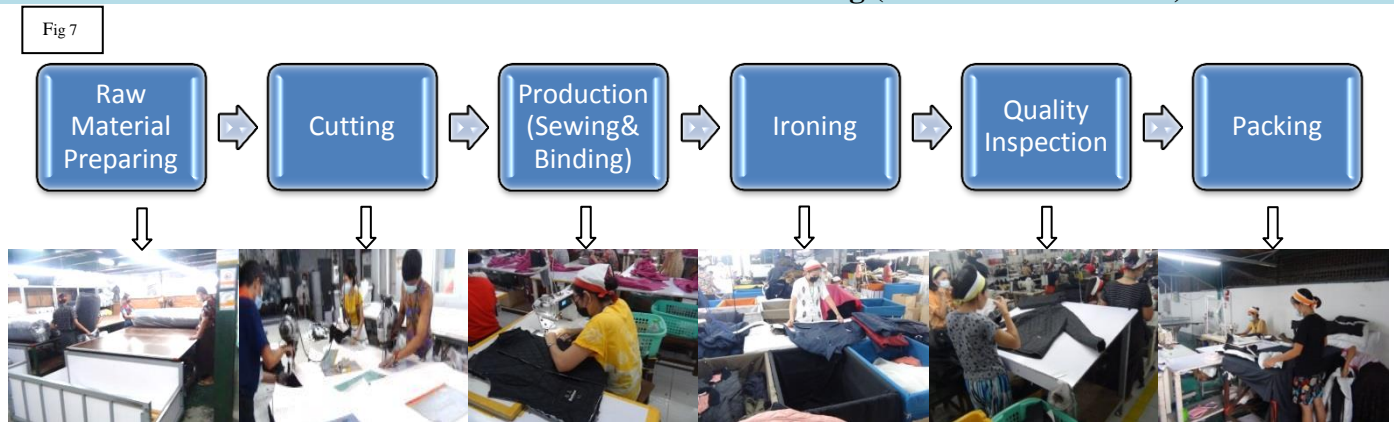 Fig 7
Raw
Material
Preparing
Cutting
Production
(Sewing&
Binding)
Ironing
Quality
Inspection
Packing